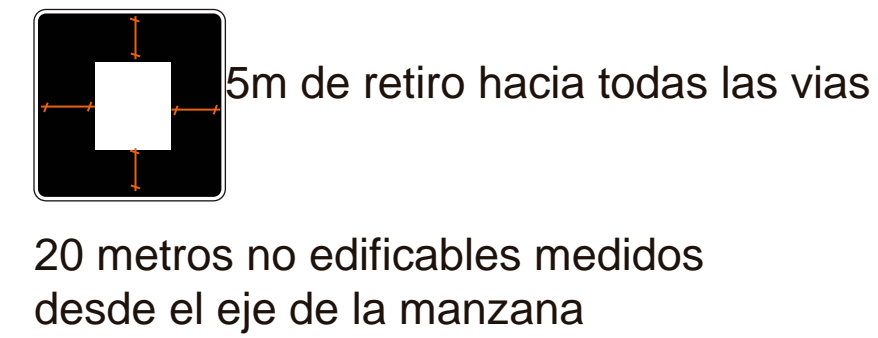 5m de retiro hacia todas las vias
20 metros no edificables medidos
desde el eje de la manzana